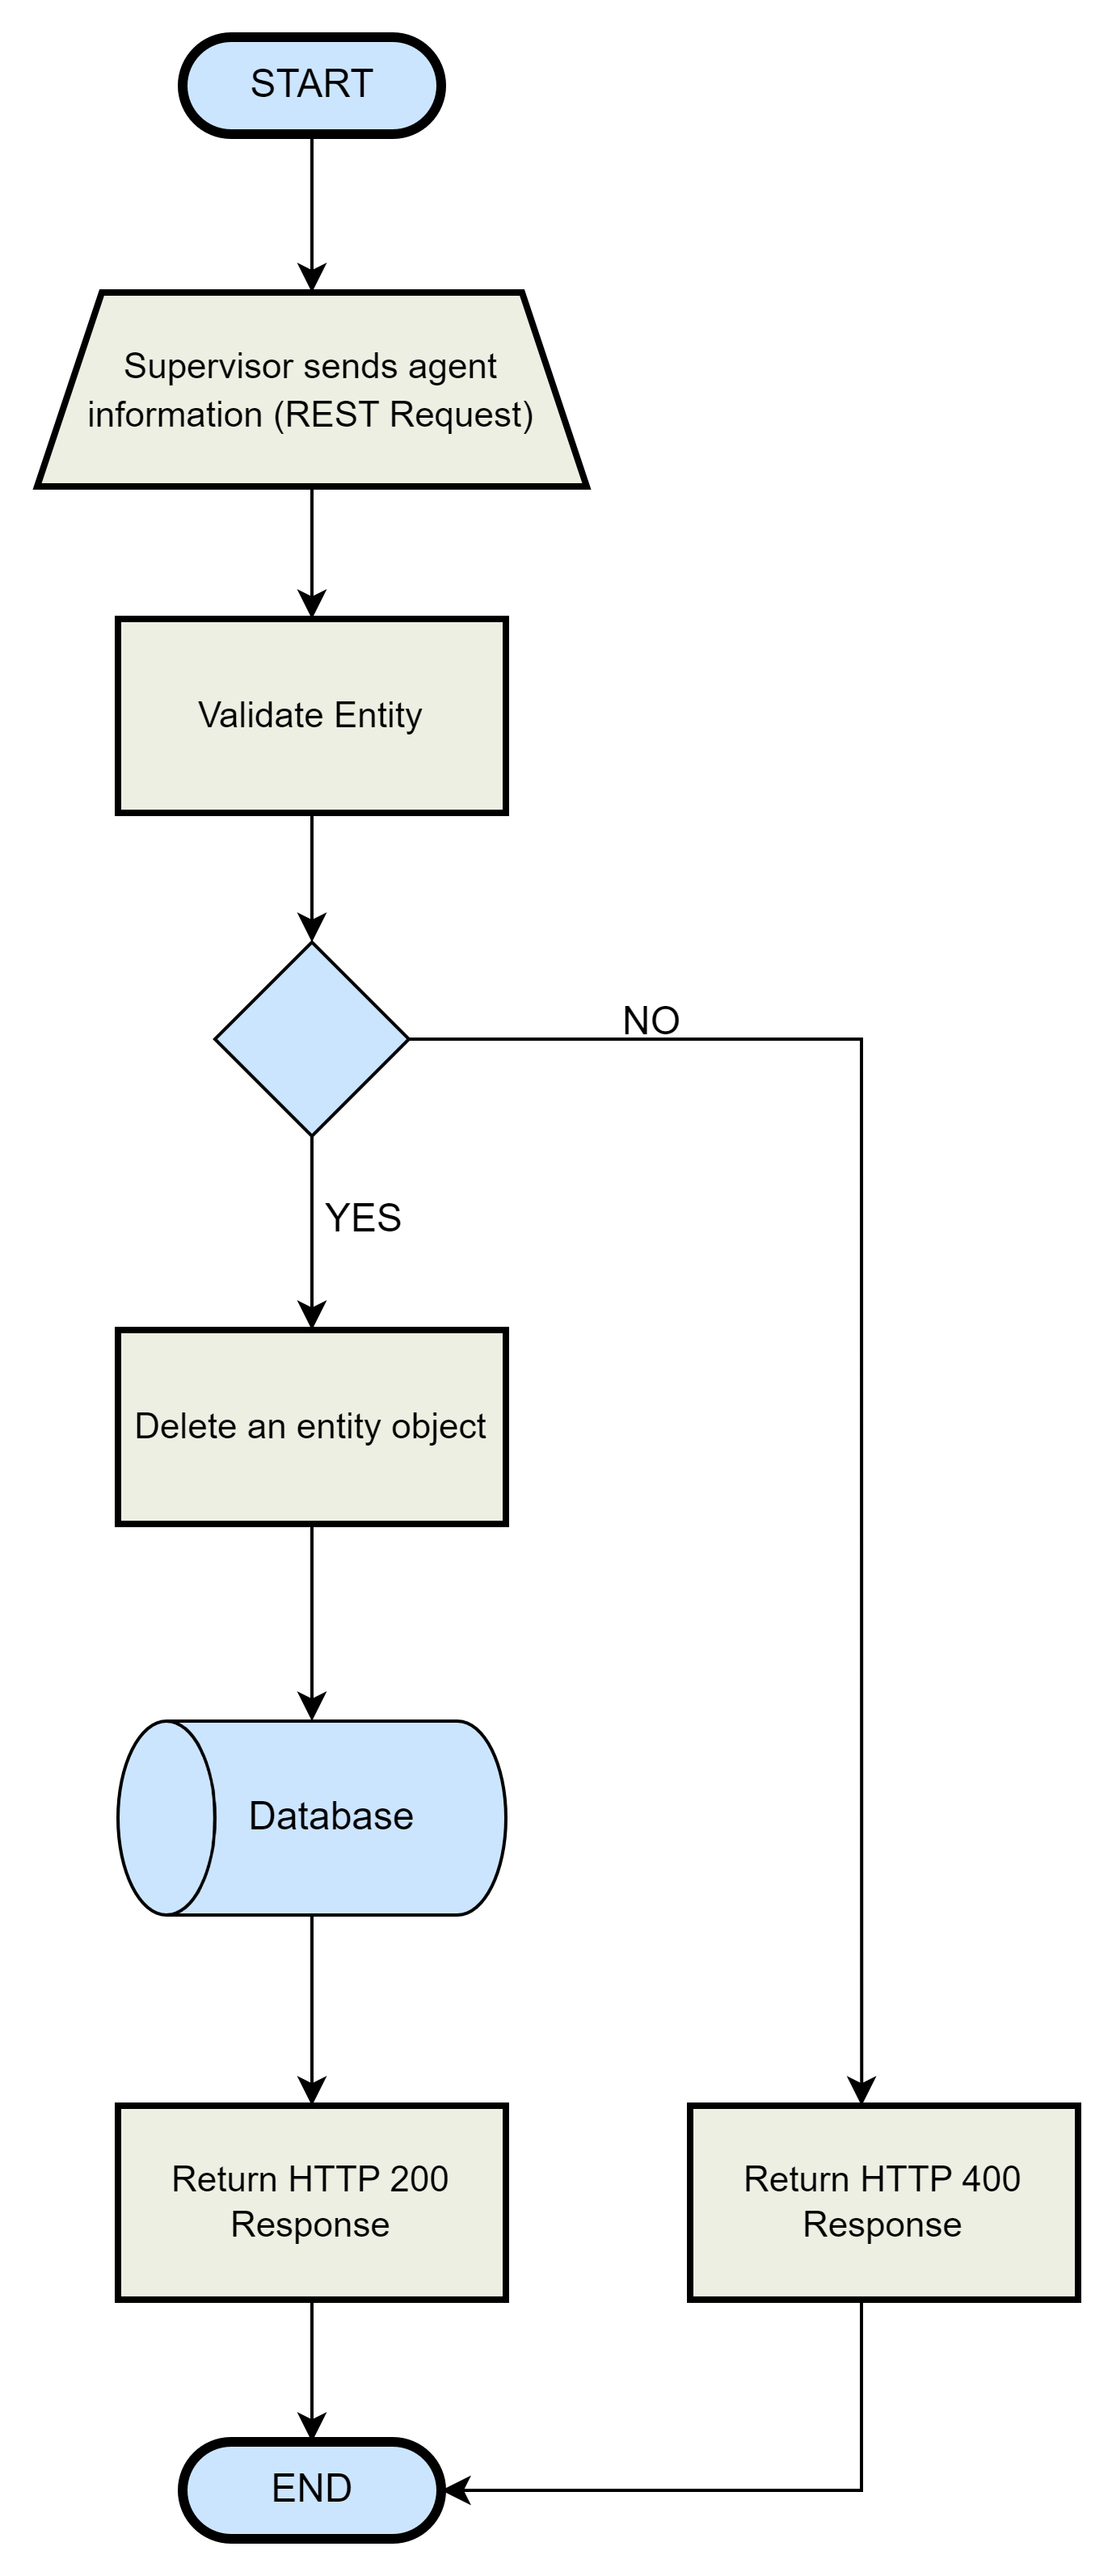 START
Supervisor sends agent
information (REST Request)
Validate Entity
NO
YES
Delete an entity object
Database
Return HTTP 200
Response
Return HTTP 400
Response
END